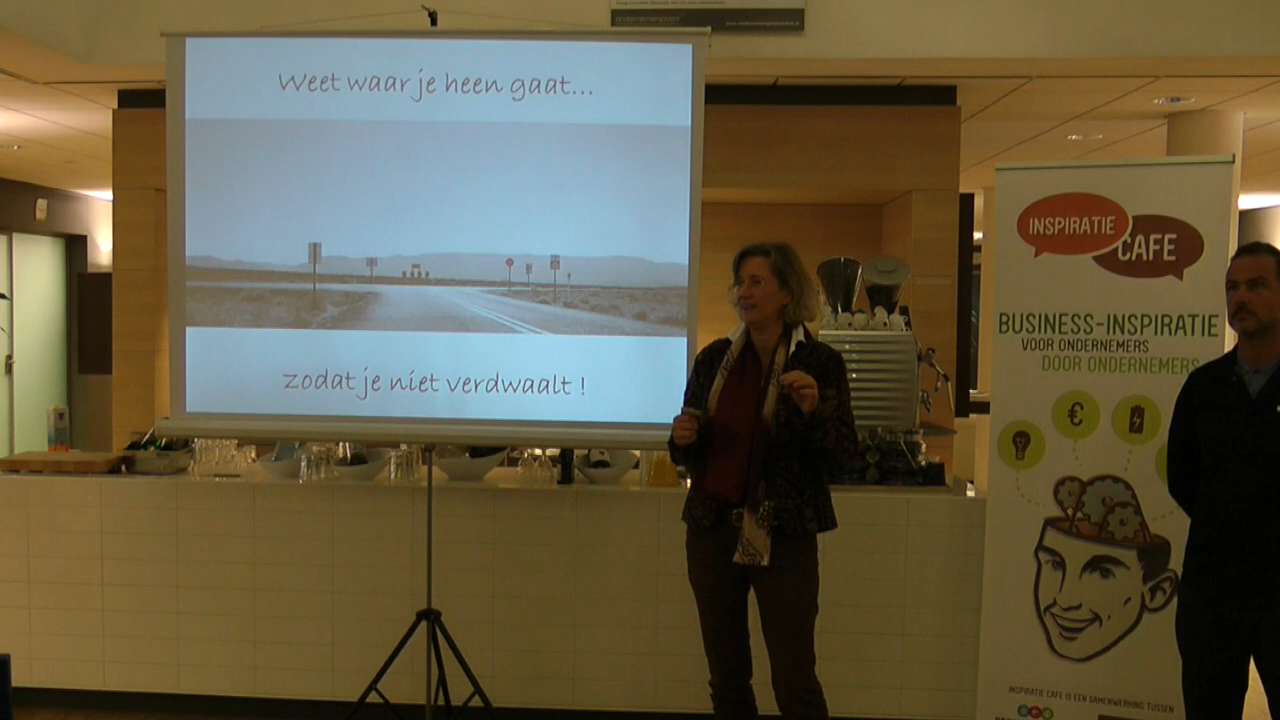 Weet waar je heen gaat...
zodat je niet verdwaalt !
INSPIRATIE
CAFE
BUSINESS-INSPIRATIE
VOOR ONDERNEMERS
DOOR ONDERNEMERS
€
INSPIRATIE CAFE IS EEN SAMENWERKING TUSSEN